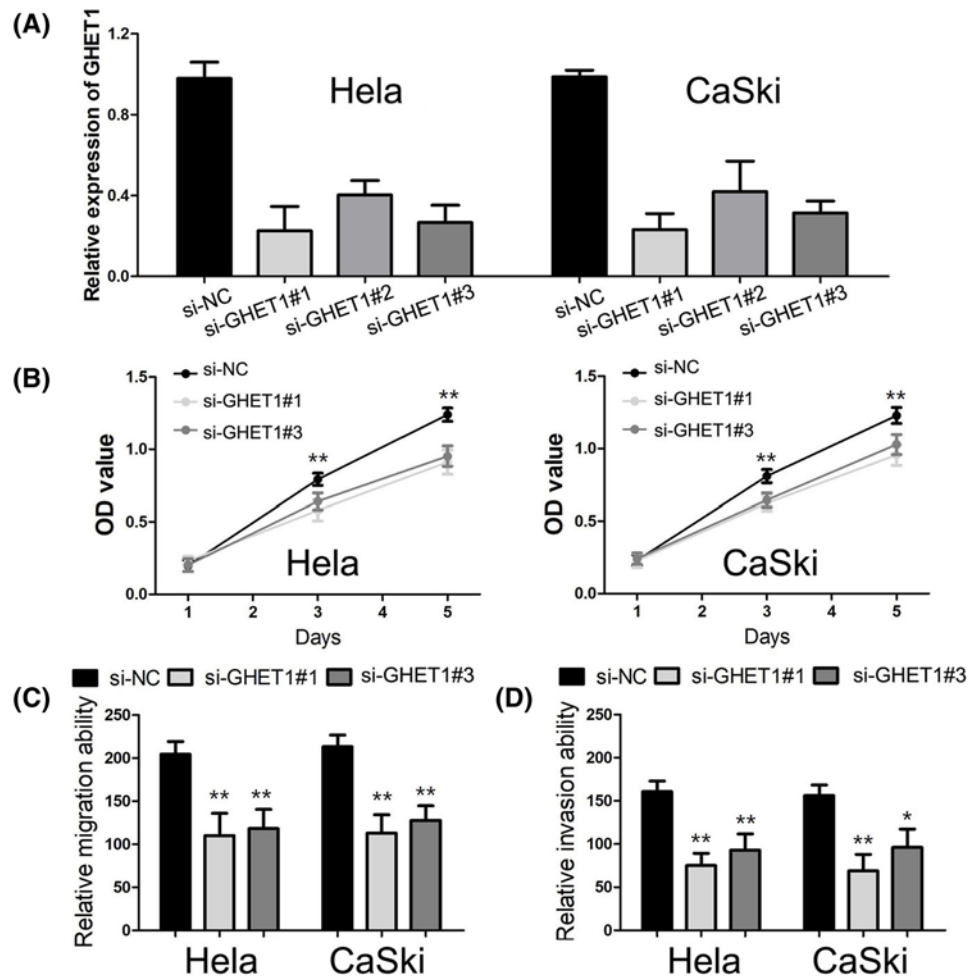 (A)
Relative expression of GHET1
1.2
0.8
0.4
0.0
Hela
CaSki
si-NC
si-GHET1#1
si-GHET1#2
si-GHET1#3
si-NC
si-GHET1#1
si-GHET1#2
si-GHET1#3
(B)
OD value
1.5
1.0
0.5
0.0
si-NC
si-GHET1#1
si-GHET1#3
**
**
Hela
1 2 3 4 5
Days
OD value
1.5
1.0
0.5
0.0
si-NC
si-GHET1#1
si-GHET1#3
**
**
CaSki
1 2 3 4 5
Days
(C)
si-NC si-GHET1#1 si-GHET1#3
Relative migration ability
250
200
150
100
50
0
** **
** **
Hela CaSki
(D)
si-NC si-GHET1#1 si-GHET1#3
Relative invasion ability
250
200
150
100
50
0
** **
** *
Hela CaSki